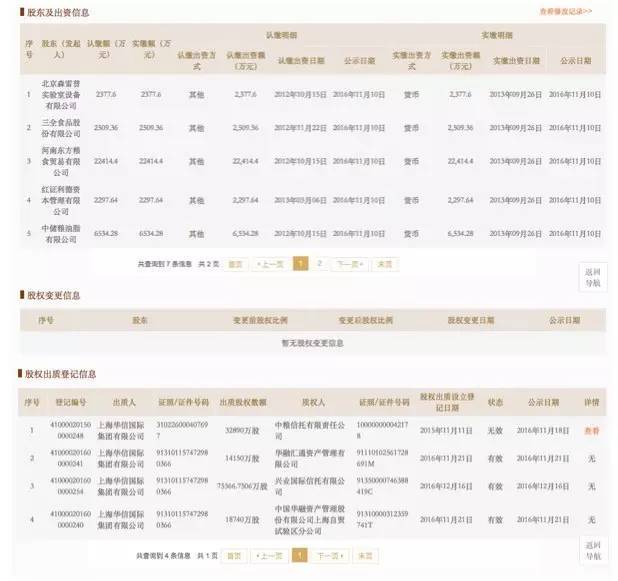 股东及出资信息
查看修改记录>>
序号 股东（发起人） 认缴额（万元） 实缴额（万元） 认缴明细 实缴明细
认缴出资方式 认缴出资额（万元） 认缴出资日期 公示日期 实缴出资方式 实缴出资额（万元） 实缴出资日期 公示日期
1 北京森雷普实验室设备有限公司 2377.6 2377.6 其他 2,377.6 2012年10月15日 2016年11月10日 货币 2,377.6 2013年09月26日 2016年11月10日
2 三全食品股份有限公司 2509.36 2509.36 其他 2,509.36 2012年11月22日 2016年11月10日 货币 2,509.36 2013年09月26日 2016年11月10日
3 河南东方粮食贸易有限公司 22414.4 22414.4 其他 22,414.4 2012年10月15日 2016年11月10日 货币 22,414.4 2013年09月26日 2016年11月10日
4 红证利德资本管理有限公司 2297.64 2297.64 其他 2,297.64 2013年03月06日 2016年11月10日 货币 2,297.64 2013年09月26日 2016年11月10日
5 中储粮油脂有限公司 6534.28 6534.28 其他 6,534.28 2012年10月15日 2016年11月10日 货币 6,534.28 2013年09月26日 2016年11月10日
共查询到 7 条信息 共 2 页 首页 上一页 1 2 下一页 末页
返回
导航
股权变更信息
序号 股东 变更前股权比例 变更后股权比例 股权变更日期 公示日期
暂无股权变更信息
股权出质登记信息
序号 登记编号 出质人 证照/证件号码 出质股权数额 质权人 证照/证件号码 股权出质设立登记日期 状态 公示日期 详情
1 410000201500000248 上海华信国际集团有限公司 310226000407697 32890万股 中粮信托有限责任公司 100000000042178 2015年11月11日 无效 2016年11月18日 查看
2 410000201600000241 上海华信国际集团有限公司 913101157472980366 14150万股 华融汇通资产管理有限公司 91110102561728691M 2016年11月21日 有效 2016年11月21日 无
3 410000201600000254 上海华信国际集团有限公司 913101157472980366 75566.7306万股 兴业国际信托有限公司 91350000746388419C 2016年12月16日 有效 2016年12月16日 无
4 410000201600000240 上海华信国际集团有限公司 913101157472980366 18740万股 中国华融资产管理股份有限公司上海自贸试验区分公司 91310000312359741T 2016年11月21日 有效 2016年11月21日 无
共查询到 4 条信息 共 1 页 首页 上一页 1 下一页 末页
返回
导航